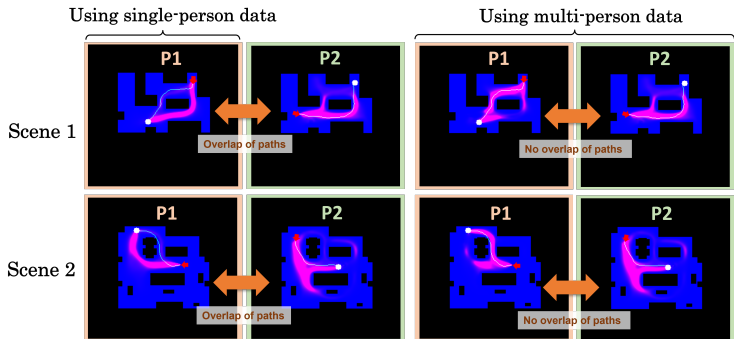 Using single-person data
Using multi-person data
P1
P2
P1
P2
Scene 1
Overlap of paths
No overlap of paths
P1
P2
P1
P2
Scene 2
Overlap of paths
No overlap of paths